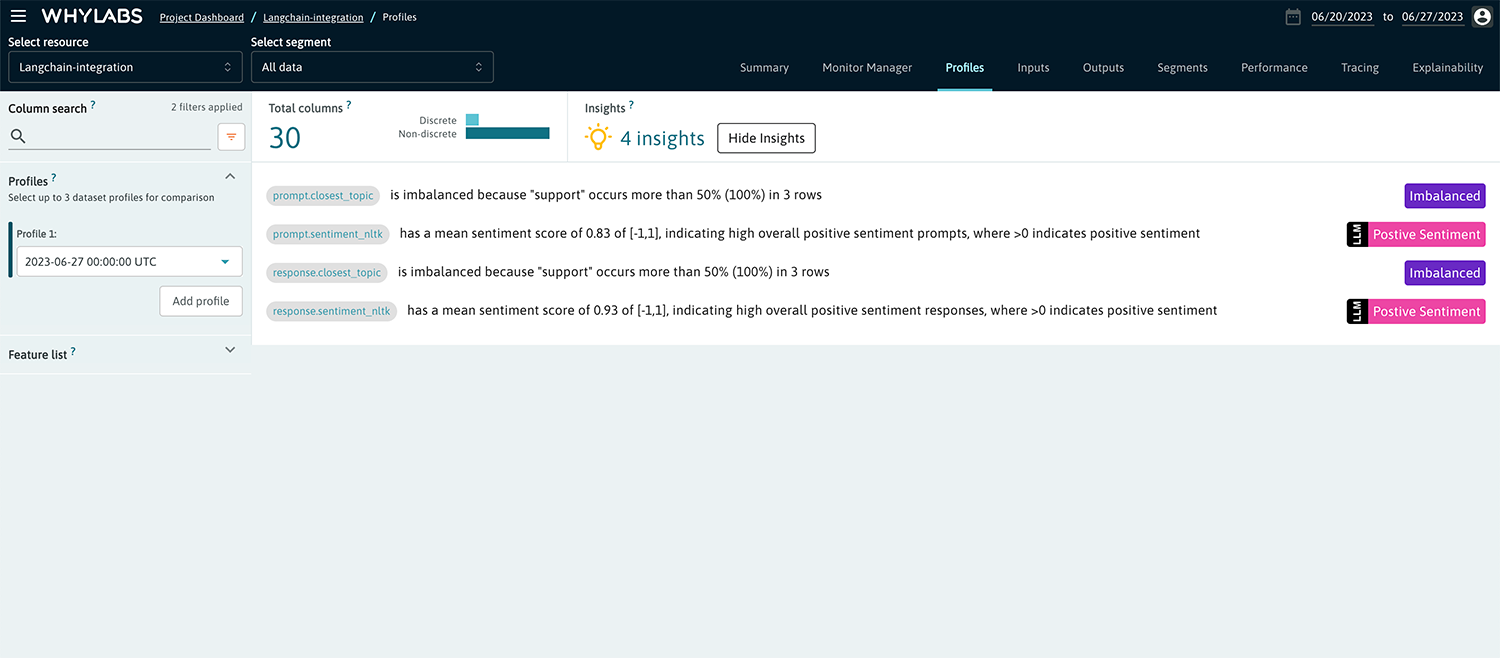 WHYLABS Project Dashboard / Langchain-integration / Profiles 06/20/2023 to 06/27/2023
Select resource Select segment
Langchain-integration All data
Summary Monitor Manager Profiles Inputs Outputs Segments Performance Tracing Explainability
Column search ? 2 filters applied
Total columns ?
30
Discrete
Non-discrete
Insights ?
4 insights Hide Insights
Profiles ?
Select up to 3 dataset profiles for comparison
Profile 1:
2023-06-27 00:00:00 UTC
Add profile
Feature list ?
prompt.closest_topic is imbalanced because "support" occurs more than 50% (100%) in 3 rows Imbalanced
prompt.sentiment_nltk has a mean sentiment score of 0.83 of [-1,1], indicating high overall positive sentiment prompts, where >0 indicates postive sentiment LLM Postive Sentiment
response.closest_topic is imbalanced because "support" occurs more than 50% (100%) in 3 rows Imbalanced
response.sentiment_nltk has a mean sentiment score of 0.93 of [-1,1], indicating high overall positive sentiment responses, where >0 indicates positive sentiment LLM Postive Sentiment